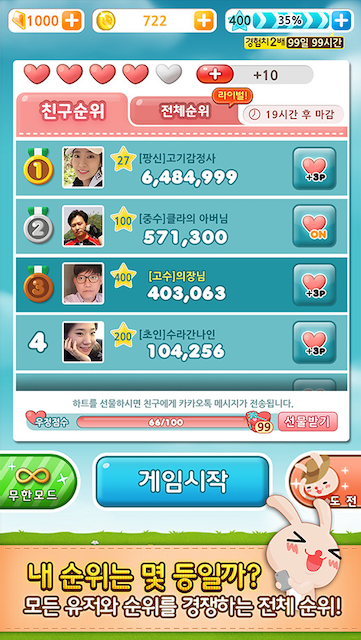 1000 +
722 +
400 35% +
경험치2배 99일 99시간
+ +10
라이벌!
친구순위 전체순위 19시간 후 마감
1 27 [팡신]고기감정사
6,484,999 +3P
2 100 [중수]클라의 아버님
571,300 ON
3 400 [고수]의장님
403,063 +3P
4 200 [초인]수라간나인
104,256 +3P
하트를 선물하시면 친구에게 카카오톡 메시지가 전송됩니다.
우정점수 66/100 99 선물받기
무한모드 게임시작 도전
내 순위는 몇 등일까?
모든 유저와 순위를 경쟁하는 전체 순위!